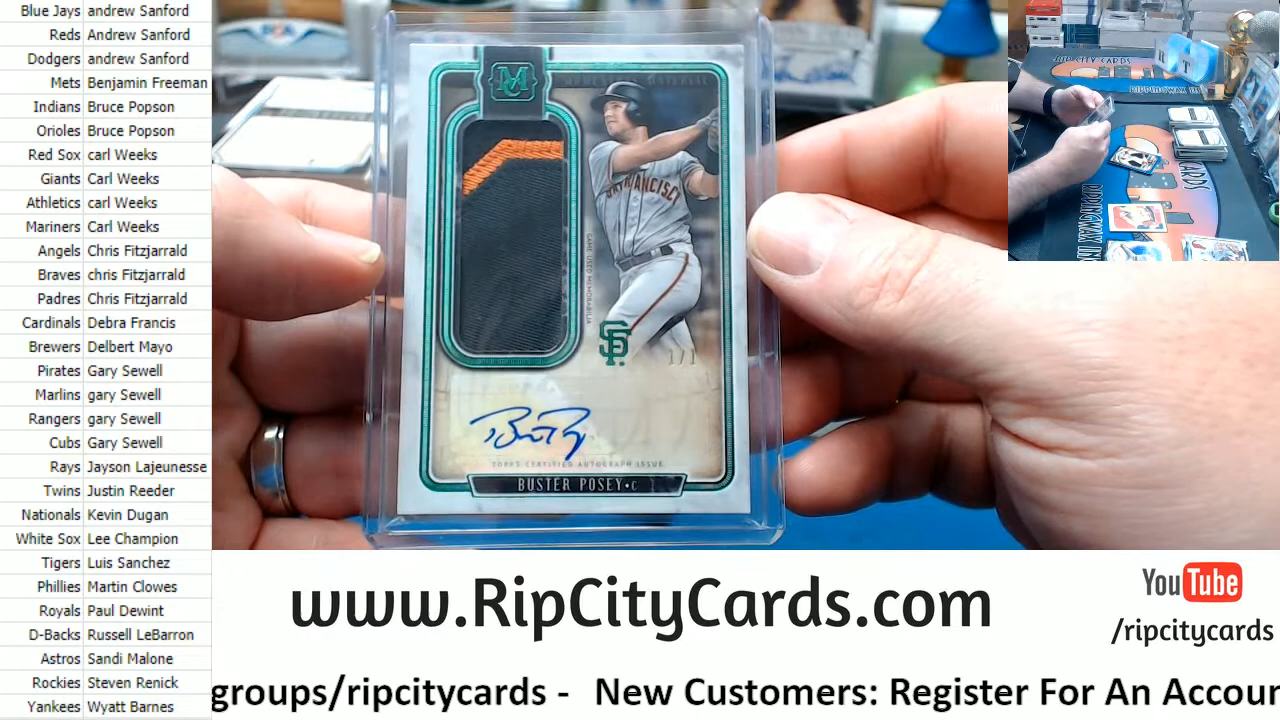 Blue Jays andrew Sanford
Reds Andrew Sanford
Dodgers andrew Sanford
Mets Benjamin Freeman
Indians Bruce Popson
Orioles Bruce Popson
Red Sox carl Weeks
Giants Carl Weeks
Athletics carl Weeks
Mariners Carl Weeks
Angels Chris Fitzjarrald
Braves chris Fitzjarrald
Padres Chris Fitzjarrald
Cardinals Debra Francis
Brewers Delbert Mayo
Pirates Gary Sewell
Marlins gary Sewell
Rangers gary Sewell
Cubs Gary Sewell
Rays Jayson Lajeunesse
Twins Justin Reeder
Nationals Kevin Dugan
White Sox Lee Champion
Tigers Luis Sanchez
Phillies Martin Clowes
Royals Paul Dewint
D-Backs Russell LeBarron
Astros Sandi Malone
Rockies Steven Renick
Yankees Wyatt Barnes
M
SAN FRANCISCO
GAME-USED MEMORABILIA
SF
1/1
TOPPS CERTIFIED AUTOGRAPH ISSUE
BUSTER POSEY•C
RIP CITY CARDS
www.RipCityCards.com
YouTube
/ripcitycards
groups/ripcitycards - New Customers: Register For An Accoun